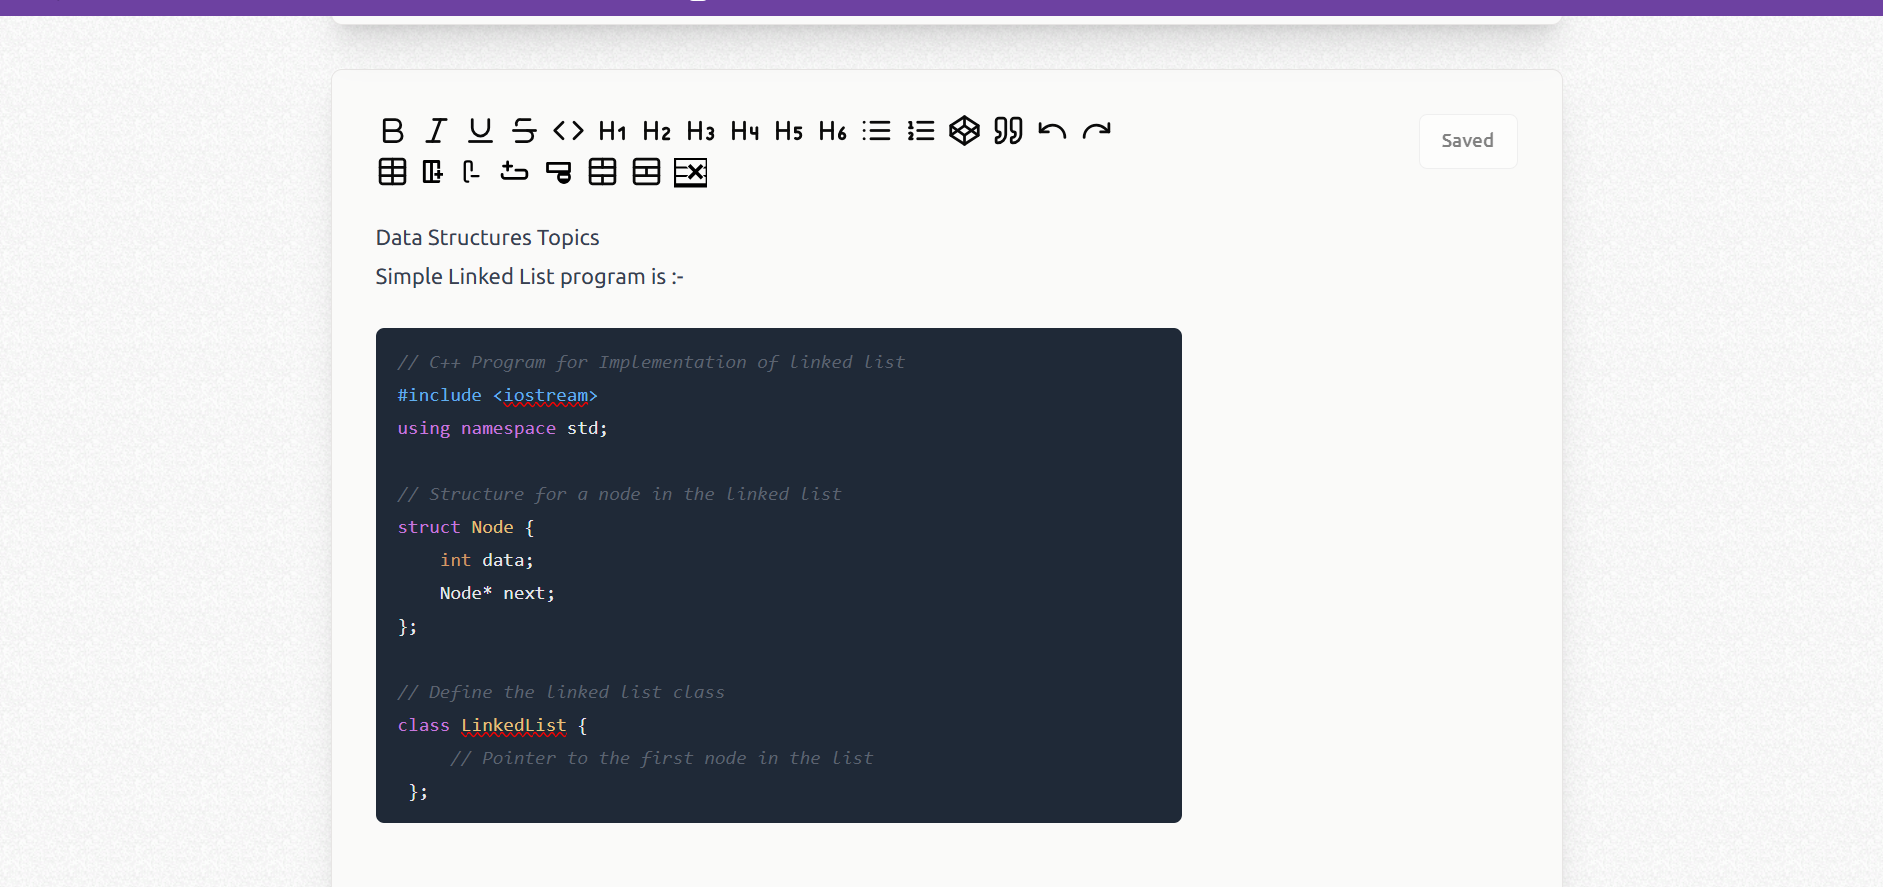 H1 H2 H3 H4 H5 H6
Saved
Data Structures Topics
Simple Linked List program is :-
// C++ Program for Implementation of linked list
#include <iostream>
using namespace std;
// Structure for a node in the linked list
struct Node {
    int data;
    Node* next;
};
// Define the linked list class
class LinkedList {
     // Pointer to the first node in the list
 };